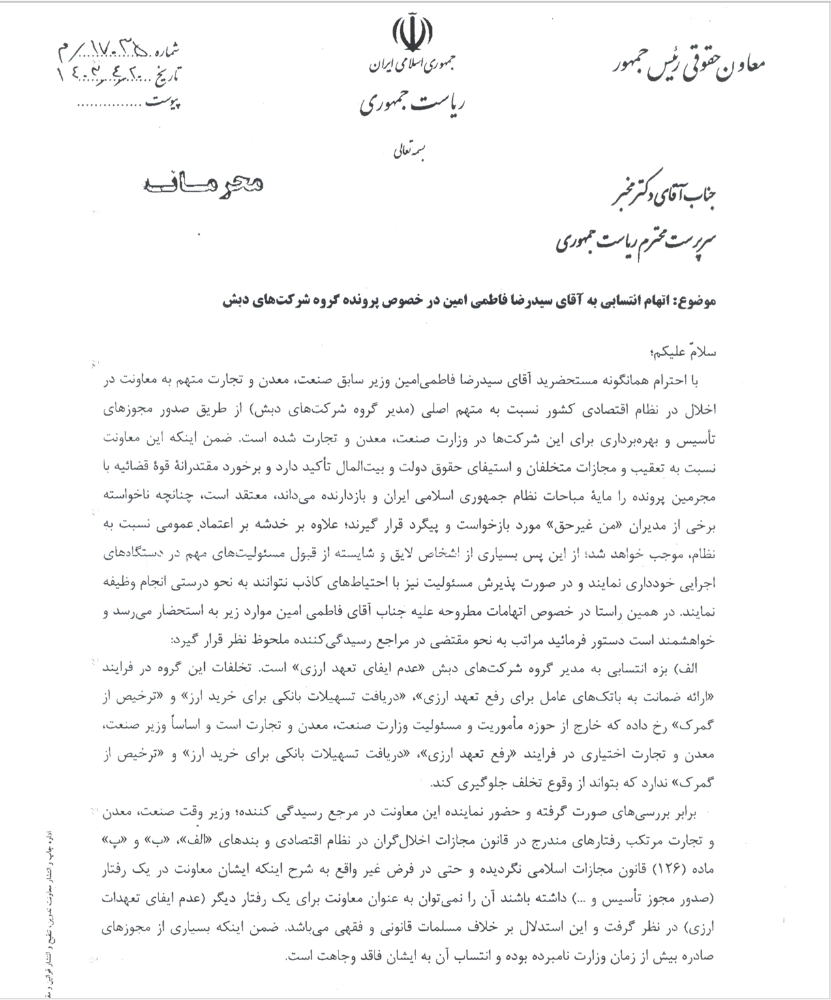 معاون حقوقی رئیس جمهور
جمهوری اسلامی ایران
ریاست جمهوری
شماره ۱۷۰۳۵/م
تاریخ ۱۴۰۳,۴,۲۰
پیوست ...............
بسمه تعالی
محرمانه
جناب آقای دکتر مخبر
سرپرست محترم ریاست جمهوری
موضوع: اتهام انتسابی به آقای سیدرضا فاطمی امین در خصوص پرونده گروه شرکت‌های دبش
سلامٌ علیکم؛
با احترام همانگونه مستحضرید آقای سیدرضا فاطمی‌امین وزیر سابق صنعت، معدن و تجارت متهم به معاونت در
اخلال در نظام اقتصادی کشور نسبت به متهم اصلی (مدیر گروه شرکت‌های دبش) از طریق صدور مجوزهای
تأسیس و بهره‌برداری برای این شرکت‌ها در وزارت صنعت، معدن و تجارت شده است. ضمن اینکه این معاونت
نسبت به تعقیب و مجازات متخلفان و استیفای حقوق دولت و بیت‌المال تأکید دارد و برخورد مقتدرانۀ قوۀ قضائیه با
مجرمین پرونده را مایۀ مباحات نظام جمهوری اسلامی ایران و بازدارنده می‌داند، معتقد است، چنانچه ناخواسته
برخی از مدیران «من غیرحق» مورد بازخواست و پیگرد قرار گیرند؛ علاوه بر خدشه بر اعتماد عمومی نسبت به
نظام، موجب خواهد شد؛ از این پس بسیاری از اشخاص لایق و شایسته از قبول مسئولیت‌های مهم در دستگاه‌های
اجرایی خودداری نمایند و در صورت پذیرش مسئولیت نیز با احتیاط‌های کاذب نتوانند به نحو درستی انجام وظیفه
نمایند. در همین راستا در خصوص اتهامات مطروحه علیه جناب آقای فاطمی امین موارد زیر به استحضار می‌رسد و
خواهشمند است دستور فرمائید مراتب به نحو مقتضی در مراجع رسیدگی‌کننده ملحوظ نظر قرار گیرد:
الف) بزه انتسابی به مدیر گروه شرکت‌های دبش «عدم ایفای تعهد ارزی» است. تخلفات این گروه در فرایند
«ارائه ضمانت به باتک‌های عامل برای رفع تعهد ارزی»، «دریافت تسهیلات بانکی برای خرید ارز» و «ترخیص از
گمرک» رخ داده که خارج از حوزه مأموریت و مسئولیت وزارت صنعت، معدن و تجارت است و اساساً وزیر صنعت،
معدن و تجارت اختیاری در فرایند «رفع تعهد ارزی»، «دریافت تسهیلات بانکی برای خرید ارز» و «ترخیص از
گمرک» ندارد که بتواند از وقوع تخلف جلوگیری کند.
برابر بررسی‌های صورت گرفته و حضور نماینده این معاونت در مرجع رسیدگی کننده؛ وزیر وقت صنعت، معدن
و تجارت مرتکب رفتارهای مندرج در قانون مجازات اخلال‌گران در نظام اقتصادی و بندهای «الف»، «ب» و «پ»
ماده (۱۲۶) قانون مجازات اسلامی نگردیده و حتی در فرض غیر واقع به شرح اینکه ایشان معاونت در یک رفتار
(صدور مجوز تأسیس و ...) داشته باشند آن را نمی‌توان به عنوان معاونت برای یک رفتار دیگر (عدم ایفای تعهدات
ارزی) در نظر گرفت و این استدلال بر خلاف مسلمات قانونی و فقهی می‌باشد. ضمن اینکه بسیاری از مجوزهای
صادره بیش از زمان وزارت نامبرده بوده و انتساب آن به ایشان فاقد وجاهت است.
اداره چاپ و انتشار معاونت تدوین، تنقیح و انتشار قوانین و مق